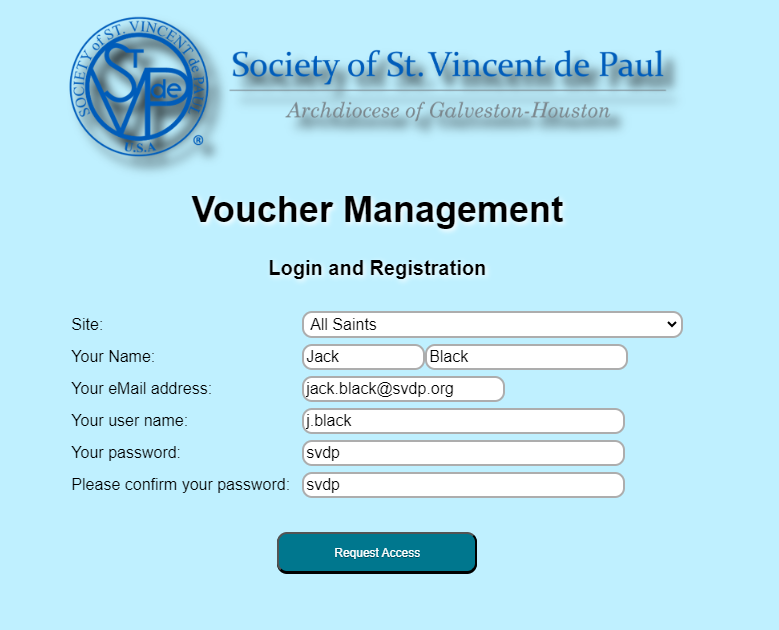 SOCIETY of ST. VINCENT de PAUL
STVdeP
U.S.A
®
Society of St. Vincent de Paul
Archdiocese of Galveston-Houston
Voucher Management
Login and Registration
Site: All Saints
Your Name: Jack Black
Your eMail address: jack.black@svdp.org
Your user name: j.black
Your password: svdp
Please confirm your password: svdp
Request Access